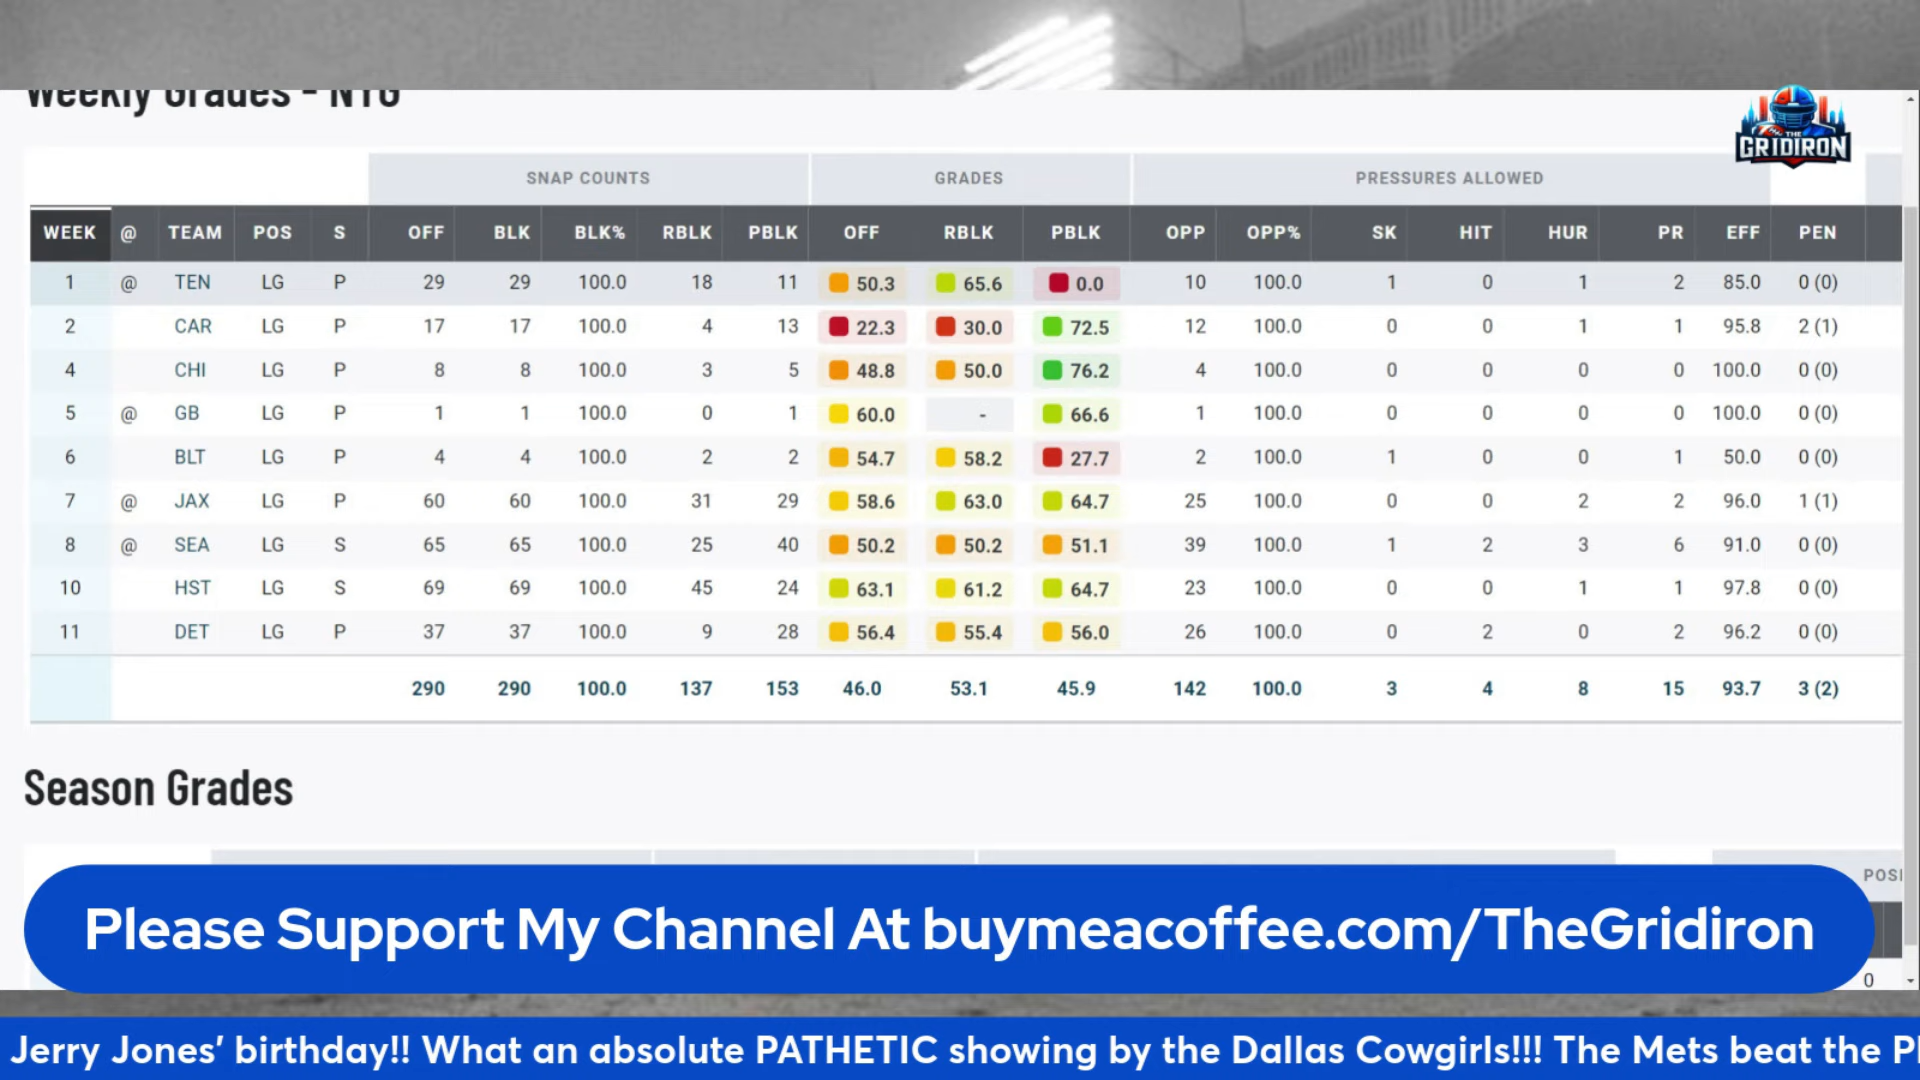 Weekly Grades - NYG
THE
GRIDIRON
SNAP COUNTS GRADES PRESSURES ALLOWED
WEEK @ TEAM POS S OFF BLK BLK% RBLK PBLK OFF RBLK PBLK OPP OPP% SK HIT HUR PR EFF PEN
1 @ TEN LG P 29 29 100.0 18 11 50.3 65.6 0.0 10 100.0 1 0 1 2 85.0 0 (0)
2 CAR LG P 17 17 100.0 4 13 22.3 30.0 72.5 12 100.0 0 0 1 1 95.8 2 (1)
4 CHI LG P 8 8 100.0 3 5 48.8 50.0 76.2 4 100.0 0 0 0 0 100.0 0 (0)
5 @ GB LG P 1 1 100.0 0 1 60.0 - 66.6 1 100.0 0 0 0 0 100.0 0 (0)
6 BLT LG P 4 4 100.0 2 2 54.7 58.2 27.7 2 100.0 1 0 0 1 50.0 0 (0)
7 @ JAX LG P 60 60 100.0 31 29 58.6 63.0 64.7 25 100.0 0 0 2 2 96.0 1 (1)
8 @ SEA LG S 65 65 100.0 25 40 50.2 50.2 51.1 39 100.0 1 2 3 6 91.0 0 (0)
10 HST LG S 69 69 100.0 45 24 63.1 61.2 64.7 23 100.0 0 0 1 1 97.8 0 (0)
11 DET LG P 37 37 100.0 9 28 56.4 55.4 56.0 26 100.0 0 2 0 2 96.2 0 (0)
290 290 100.0 137 153 46.0 53.1 45.9 142 100.0 3 4 8 15 93.7 3 (2)
Season Grades
POSI
Please Support My Channel At buymeacoffee.com/TheGridiron
0
Jerry Jones' birthday!! What an absolute PATHETIC showing by the Dallas Cowgirls!!! The Mets beat the